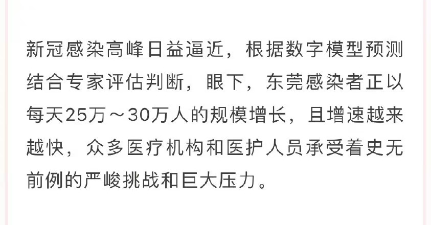 新冠感染高峰日益逼近，根据数字模型预测
结合专家评估判断，眼下，东莞感染者正以
每天25万～30万人的规模增长，且增速越来
越快，众多医疗机构和医护人员承受着史无
前例的严峻挑战和巨大压力。